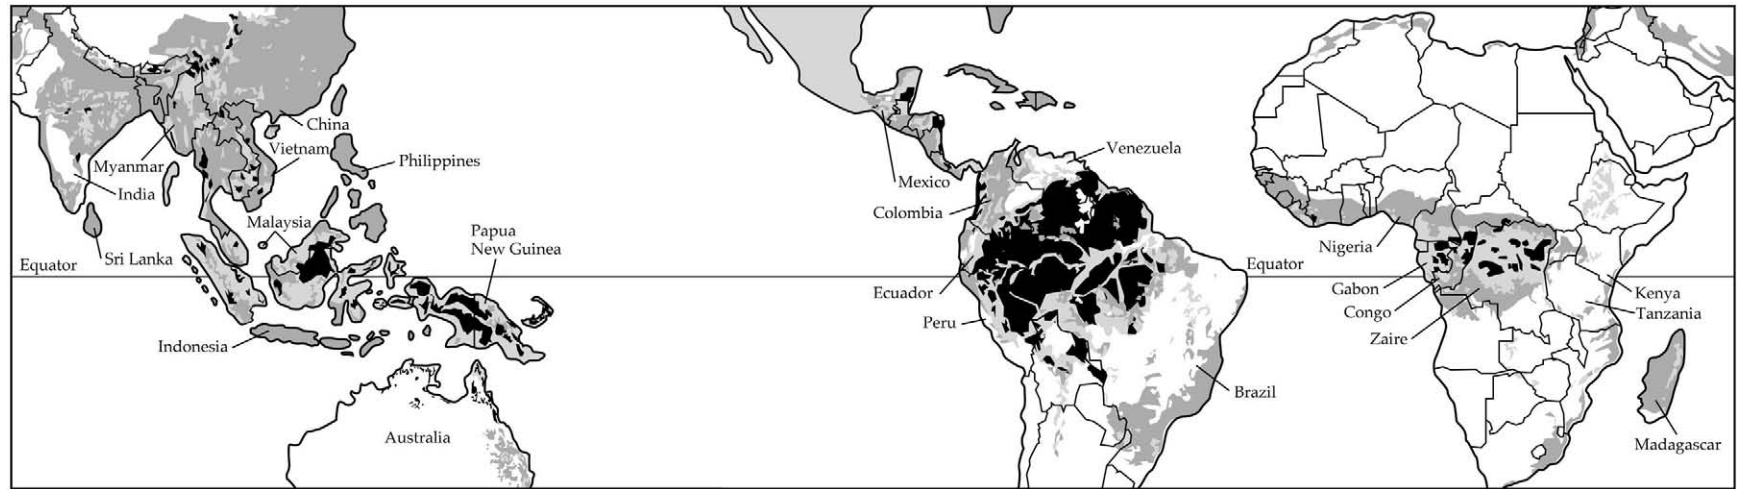 China
Vietnam
Philippines
Myanmar
India
Malaysia
Papua
New Guinea
Equator
Sri Lanka
Indonesia
Australia
Venezuela
Mexico
Colombia
Equator
Ecuador
Peru
Brazil
Nigeria
Gabon
Congo
Zaire
Kenya
Tanzania
Madagascar